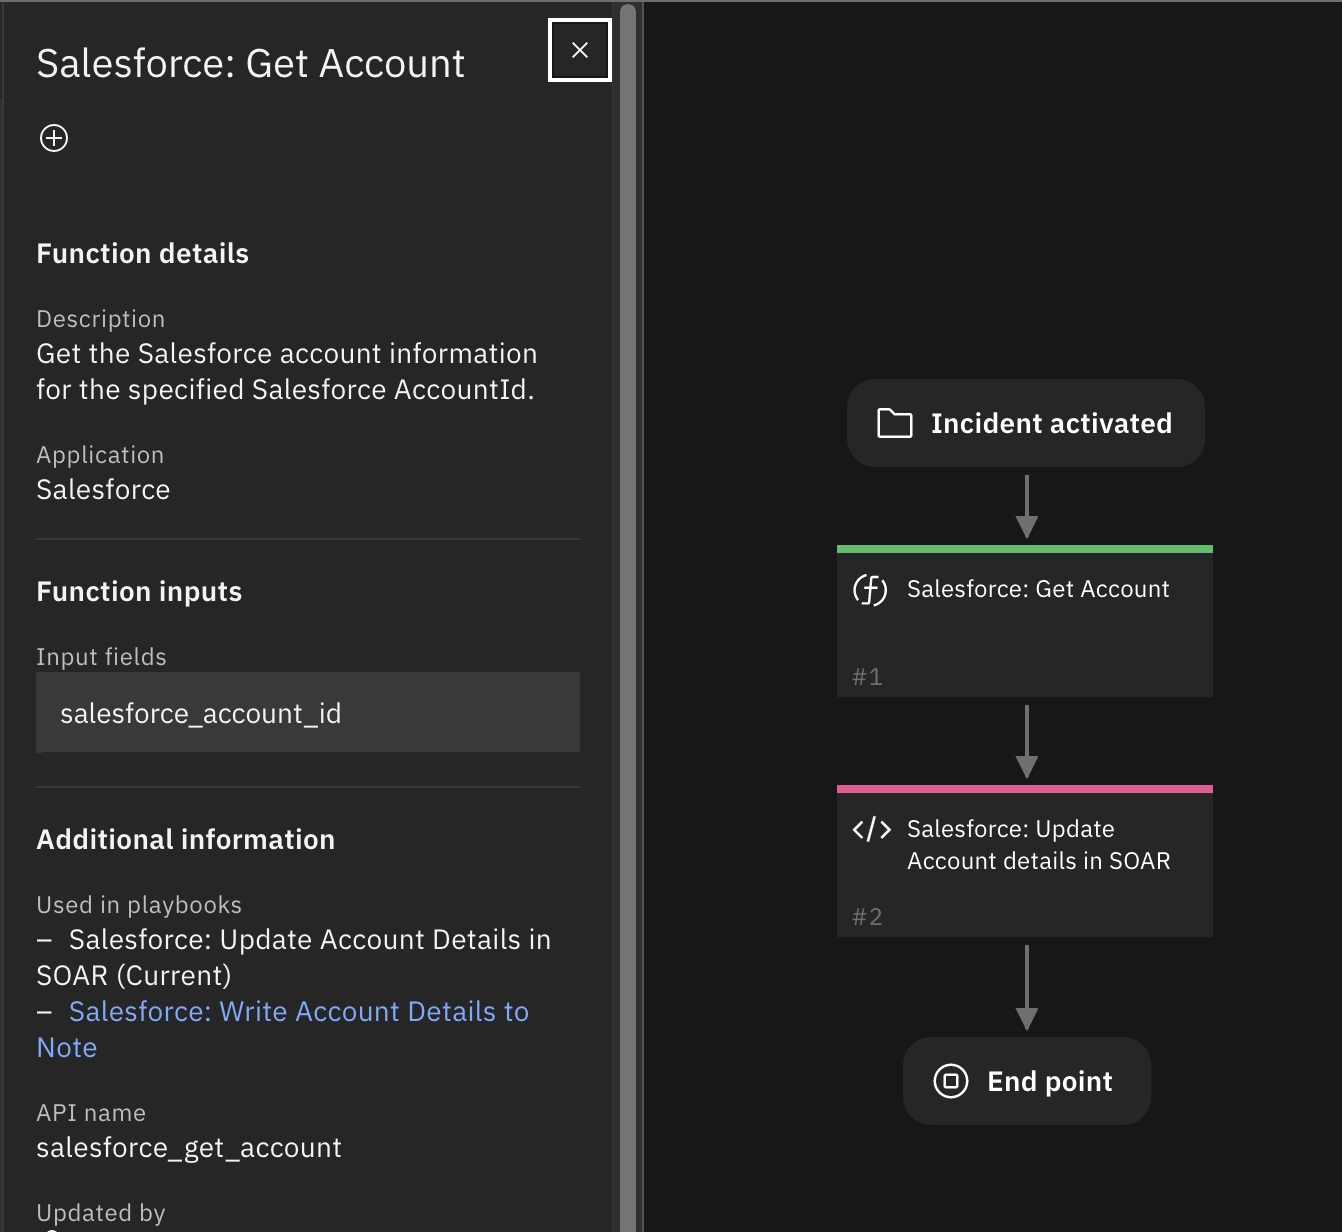 Salesforce: Get Account
Function details
Description
Get the Salesforce account information
for the specified Salesforce AccountId.
Application
Salesforce
Function inputs
Input fields
salesforce_account_id
Additional information
Used in playbooks
– Salesforce: Update Account Details in
SOAR (Current)
– Salesforce: Write Account Details to
Note
API name
salesforce_get_account
Updated by
Incident activated
Salesforce: Get Account
#1
</> Salesforce: Update
Account details in SOAR
#2
End point